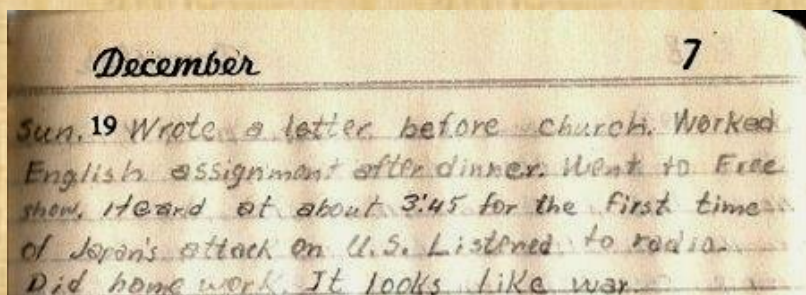 December 7
Sun. 19 Wrote a letter before church. Worked
English assignment after dinner. Went to Free
show. Heard at about 3:45 for the first time
of Japan's attack on U.S. Listened to radio.
Did home work. It looks like war